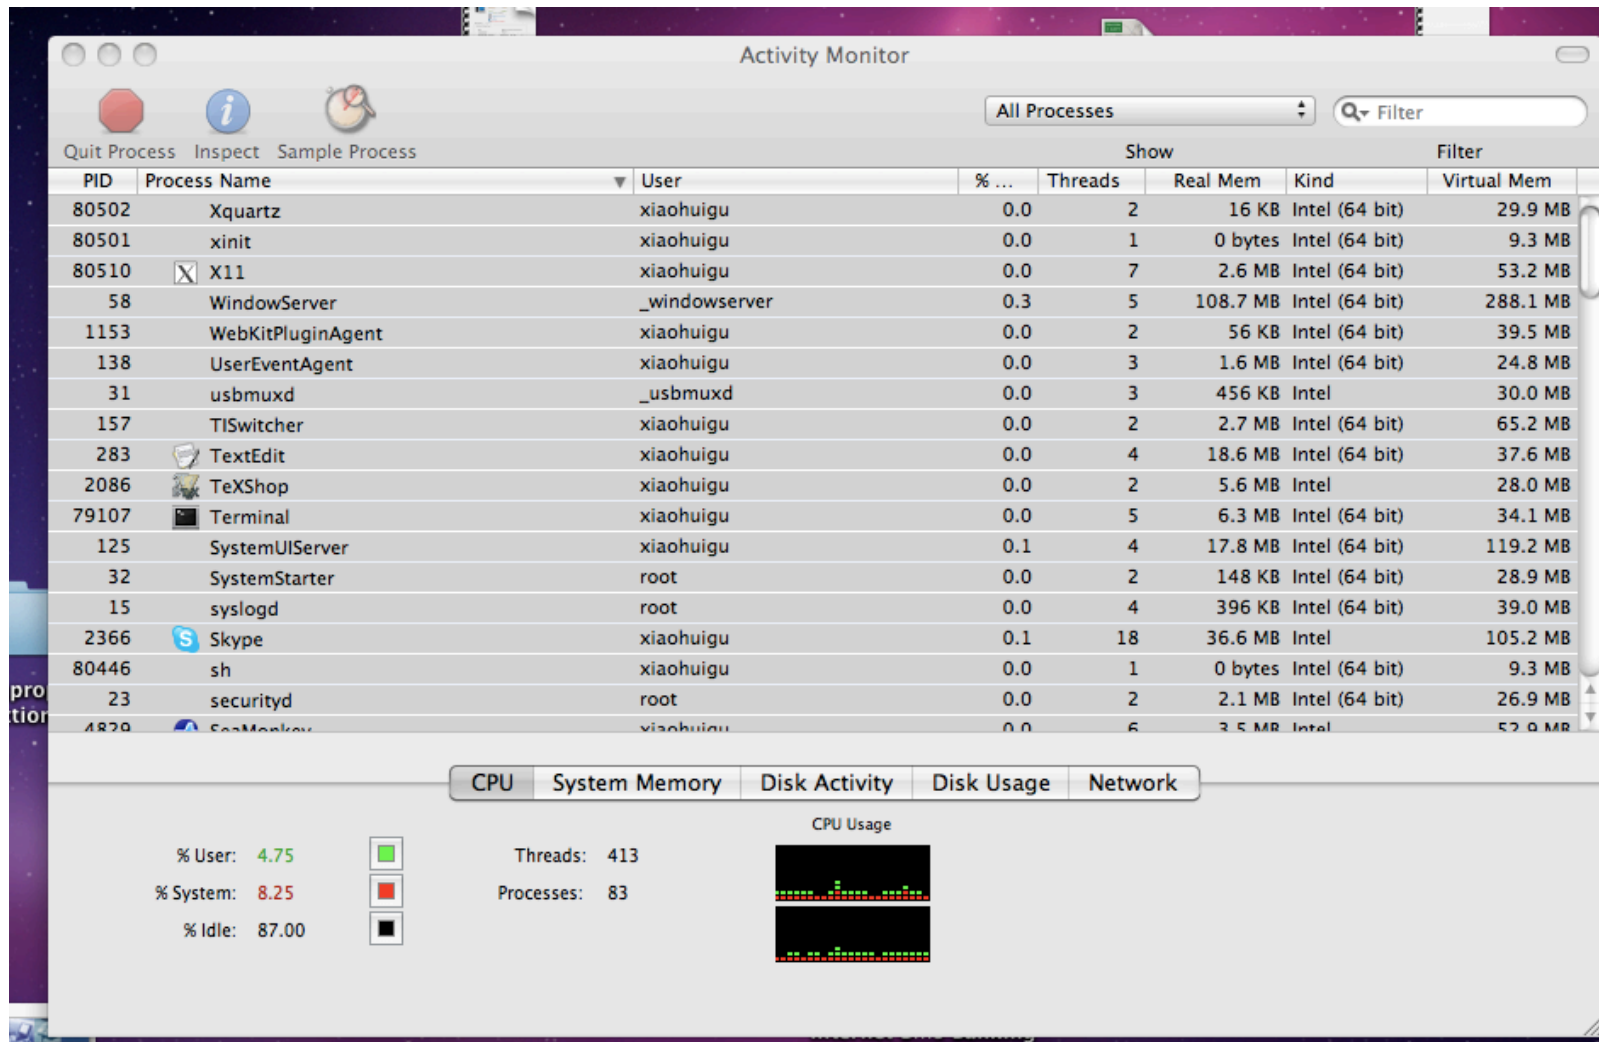 Activity Monitor
All Processes
Filter
Quit Process Inspect Sample Process Show Filter
PID Process Name User % ... Threads Real Mem Kind Virtual Mem
80502 Xquartz xiaohuigu 0.0 2 16 KB Intel (64 bit) 29.9 MB
80501 xinit xiaohuigu 0.0 1 0 bytes Intel (64 bit) 9.3 MB
80510 X X11 xiaohuigu 0.0 7 2.6 MB Intel (64 bit) 53.2 MB
58 WindowServer _windowserver 0.3 5 108.7 MB Intel (64 bit) 288.1 MB
1153 WebKitPluginAgent xiaohuigu 0.0 2 56 KB Intel (64 bit) 39.5 MB
138 UserEventAgent xiaohuigu 0.0 3 1.6 MB Intel (64 bit) 24.8 MB
31 usbmuxd _usbmuxd 0.0 3 456 KB Intel 30.0 MB
157 TISwitcher xiaohuigu 0.0 2 2.7 MB Intel (64 bit) 65.2 MB
283 TextEdit xiaohuigu 0.0 4 18.6 MB Intel (64 bit) 37.6 MB
2086 TeXShop xiaohuigu 0.0 2 5.6 MB Intel 28.0 MB
79107 Terminal xiaohuigu 0.0 5 6.3 MB Intel (64 bit) 34.1 MB
125 SystemUIServer xiaohuigu 0.1 4 17.8 MB Intel (64 bit) 119.2 MB
32 SystemStarter root 0.0 2 148 KB Intel (64 bit) 28.9 MB
15 syslogd root 0.0 4 396 KB Intel (64 bit) 39.0 MB
2366 S Skype xiaohuigu 0.1 18 36.6 MB Intel 105.2 MB
80446 sh xiaohuigu 0.0 1 0 bytes Intel (64 bit) 9.3 MB
23 securityd root 0.0 2 2.1 MB Intel (64 bit) 26.9 MB
4829 SeaMonkey xiaohuigu 0.0 6 3.5 MB Intel 52.9 MB
pro
tion
CPU System Memory Disk Activity Disk Usage Network
CPU Usage
% User: 4.75 Threads: 413
% System: 8.25 Processes: 83
% Idle: 87.00